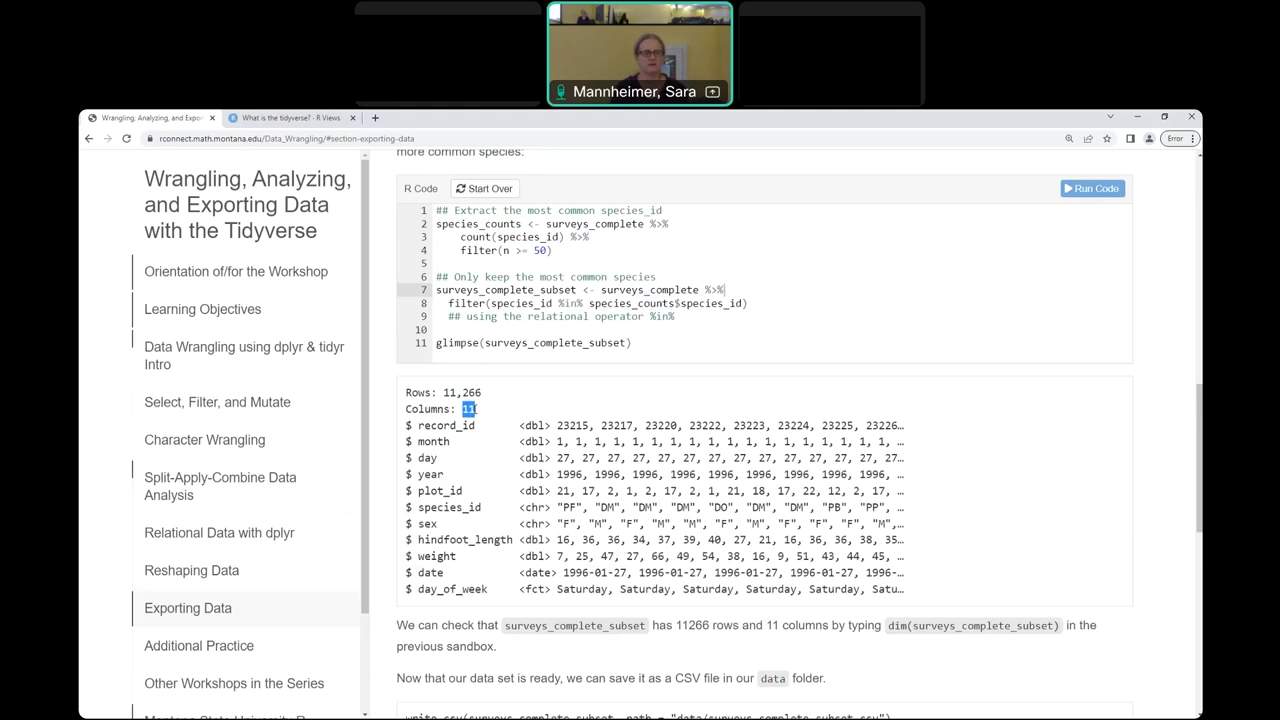 Mannheimer, Sara
Wrangling, Analyzing, and Expor
What is the tidyverse? · R Views
rconnect.math.montana.edu/Data_Wrangling/#section-exporting-data
Error
Wrangling, Analyzing,
and Exporting Data
with the Tidyverse
Orientation of/for the Workshop
Learning Objectives
Data Wrangling using dplyr & tidyr
Intro
Select, Filter, and Mutate
Character Wrangling
Split-Apply-Combine Data
Analysis
Relational Data with dplyr
Reshaping Data
Exporting Data
Additional Practice
Other Workshops in the Series
Montana State University R
more common species:
R Code
Start Over
Run Code
1 ## Extract the most common species_id
2 species_counts <- surveys_complete %>%
3 count(species_id) %>%
4 filter(n >= 50)
5
6 ## Only keep the most common species
7 surveys_complete_subset <- surveys_complete %>%
8 filter(species_id %in% species_counts$species_id)
9 ## using the relational operator %in%
10
11 glimpse(surveys_complete_subset)
Rows: 11,266
Columns: 11
$ record_id <dbl> 23215, 23217, 23220, 23222, 23223, 23224, 23225, 23226…
$ month <dbl> 1, 1, 1, 1, 1, 1, 1, 1, 1, 1, 1, 1, 1, 1, 1, 1, 1, 1, …
$ day <dbl> 27, 27, 27, 27, 27, 27, 27, 27, 27, 27, 27, 27, 27, 27…
$ year <dbl> 1996, 1996, 1996, 1996, 1996, 1996, 1996, 1996, 1996, …
$ plot_id <dbl> 21, 17, 2, 1, 2, 17, 2, 1, 21, 18, 17, 22, 12, 2, 17, …
$ species_id <chr> "PF", "DM", "DM", "DM", "DO", "DM", "DM", "PB", "PP", …
$ sex <chr> "F", "M", "F", "M", "M", "F", "M", "F", "F", "F", "M",…
$ hindfoot_length <dbl> 16, 36, 36, 34, 37, 39, 40, 27, 21, 16, 36, 36, 38, 35…
$ weight <dbl> 7, 25, 47, 27, 66, 49, 54, 38, 16, 9, 51, 43, 44, 45, …
$ date <date> 1996-01-27, 1996-01-27, 1996-01-27, 1996-01-27, 1996-…
$ day_of_week <fct> Saturday, Saturday, Saturday, Saturday, Saturday, Satu…
We can check that surveys_complete_subset has 11266 rows and 11 columns by typing dim(surveys_complete_subset) in the
previous sandbox.
Now that our data set is ready, we can save it as a CSV file in our data folder.
write_csv(surveys_complete_subset, path = "data/surveys_complete_subset.csv")